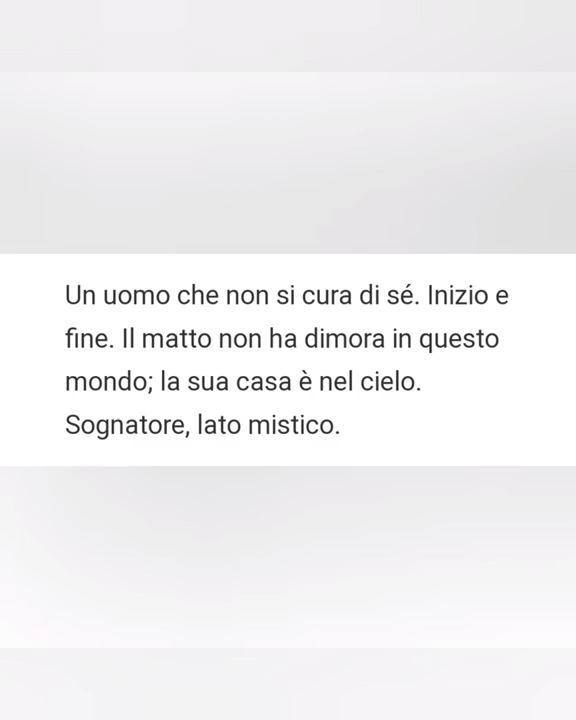 Un uomo che non si cura di sé. Inizio e
fine. Il matto non ha dimora in questo
mondo; la sua casa è nel cielo.
Sognatore, lato mistico.